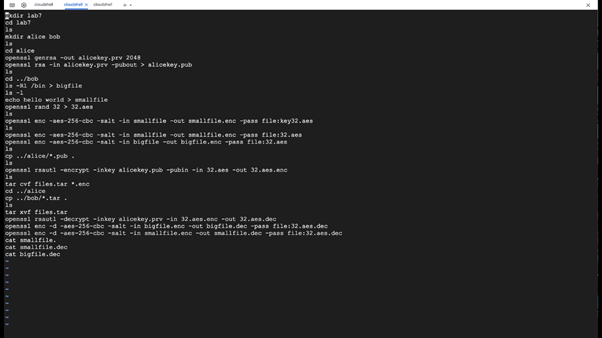 cloudshell cloudshell × cloudshell + ×
mkdir lab7
cd lab7
ls
mkdir alice bob
ls
cd alice
openssl genrsa -out alicekey.prv 2048
openssl rsa -in alicekey.prv -pubout > alicekey.pub
ls
cd ../bob
ls -Rl /bin > bigfile
ls -l
echo hello world > smallfile
openssl rand 32 > 32.aes
ls
openssl enc -aes-256-cbc -salt -in smallfile -out smallfile.enc -pass file:key32.aes
ls
openssl enc -aes-256-cbc -salt -in smallfile -out smallfile.enc -pass file:32.aes
openssl enc -aes-256-cbc -salt -in bigfile -out bigfile.enc -pass file:32.aes
ls
cp ../alice/*.pub .
ls
openssl rsautl -encrypt -inkey alicekey.pub -pubin -in 32.aes -out 32.aes.enc
ls
tar cvf files.tar *.enc
cd ../alice
cp ../bob/*.tar .
ls
tar xvf files.tar
openssl rsautl -decrypt -inkey alicekey.prv -in 32.aes.enc -out 32.aes.dec
openssl enc -d -aes-256-cbc -salt -in bigfile.enc -out bigfile.dec -pass file:32.aes.dec
openssl enc -d -aes-256-cbc -salt -in smallfile.enc -out smallfile.dec -pass file:32.aes.dec
cat smallfile.
cat smallfile.dec
cat bigfile.dec
~
~
~
~
~
~
~
~
~
~